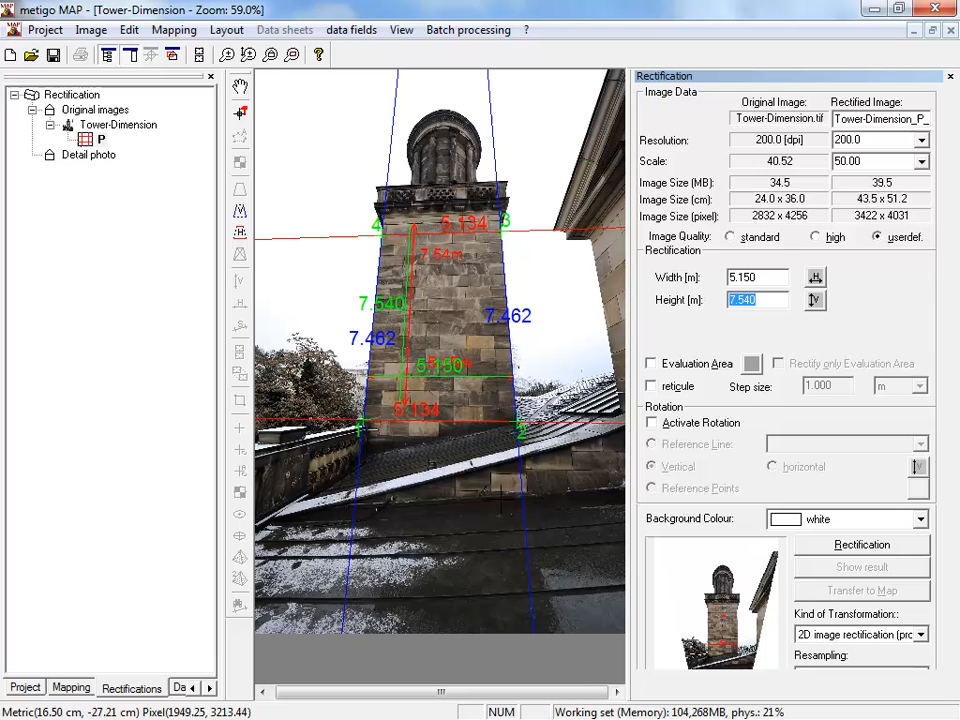 metigo MAP - [Tower-Dimension - Zoom: 59.0%]
Project Image Edit Mapping Layout Data sheets data fields View Batch processing ?
Rectification
Original images
Tower-Dimension
P
Detail photo
Project Mapping Rectifications Da
4 5.134 3
7.54m
7.540
7.462
7.462
5.150
5.134
1 2
Rectification
Image Data
Original Image: Rectified Image:
Tower-Dimension.tif Tower-Dimension_P_
Resolution: 200.0 [dpi] 200.0
Scale: 40.52 50.00
Image Size (MB): 34.5 39.5
Image Size (cm): 24.0 x 36.0 43.5 x 51.2
Image Size (pixel): 2832 x 4256 3422 x 4031
Image Quality: standard high userdef.
Rectification
Width [m]: 5.150
Height [m]: 7.540
Evaluation Area Rectify only Evaluation Area
reticule Step size: 1.000 m
Rotation
Activate Rotation
Reference Line:
Vertical horizontal
Reference Points
Background Colour: white
Rectification
Show result
Transfer to Map
Kind of Transformation::
2D image rectification (prc
Resampling:
Metric(16.50 cm, -27.21 cm) Pixel(1949.25, 3213.44) NUM Working set (Memory): 104,268MB, phys.: 21%